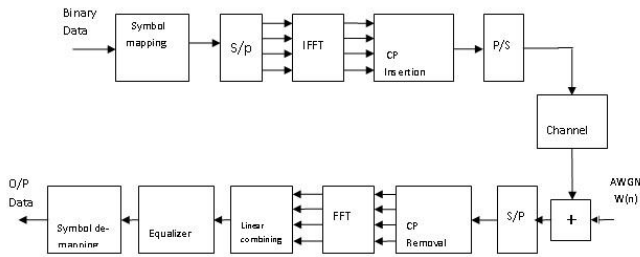 Binary
Data
Symbol
mapping
S/p
IFFT
CP
Insertion
P/S
Channel
AWGN
W(n)
+
S/P
CP
Removal
FFT
Linear
combining
Equalizer
Symbol de-
manning
O/P
Data